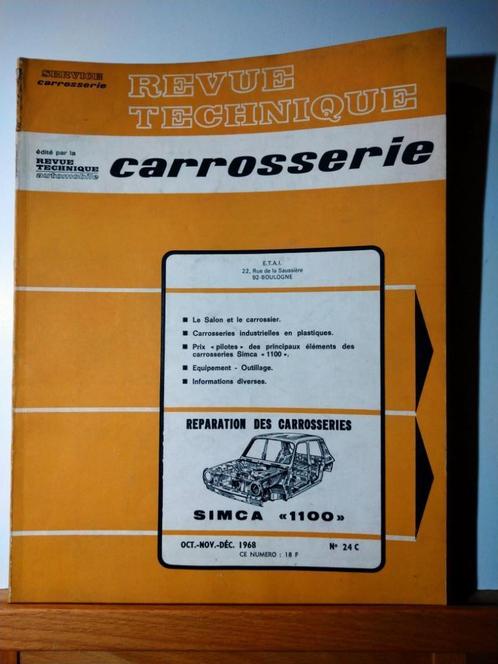 SERVICE
carrosserie
REVUE
TECHNIQUE
édité par la
REVUE
TECHNIQUE
automobile
carrosserie
E.T.A.I.
22, Rue de la Saussière
92-BOULOGNE
■ Le Salon et le carrossier.
■ Carrosseries industrielles en plastiques.
■ Prix « pilotes » des principaux éléments des
carrosseries Simca « 1100 ».
■ Equipement - Outillage.
■ Informations diverses.
REPARATION DES CARROSSERIES
SIMCA «1100»
OCT.-NOV.-DÉC. 1968 N° 24 C
CE NUMERO : 18 F